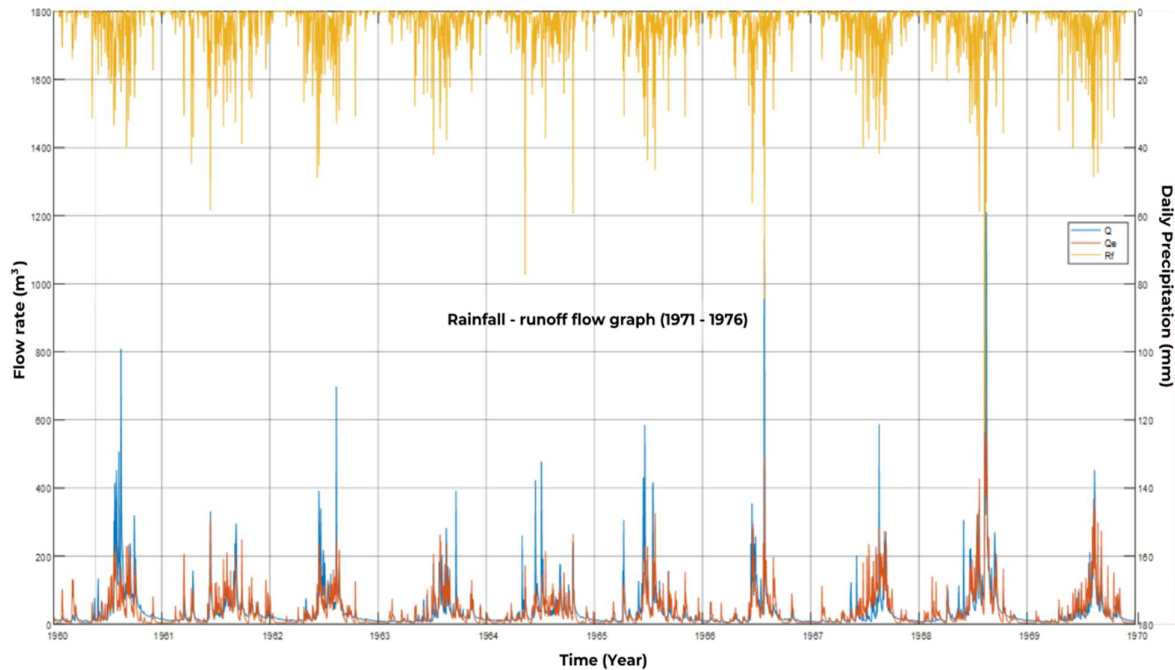 1800
1600
1400
1200
1000
800
600
400
200
0
Flow rate (m³)
0
20
40
60
80
100
120
140
160
180
Daily Precipitation (mm)
Q
Qe
Rf
Rainfall - runoff flow graph (1971 - 1976)
1960 1961 1962 1963 1964 1965 1966 1967 1968 1969 1970
Time (Year)